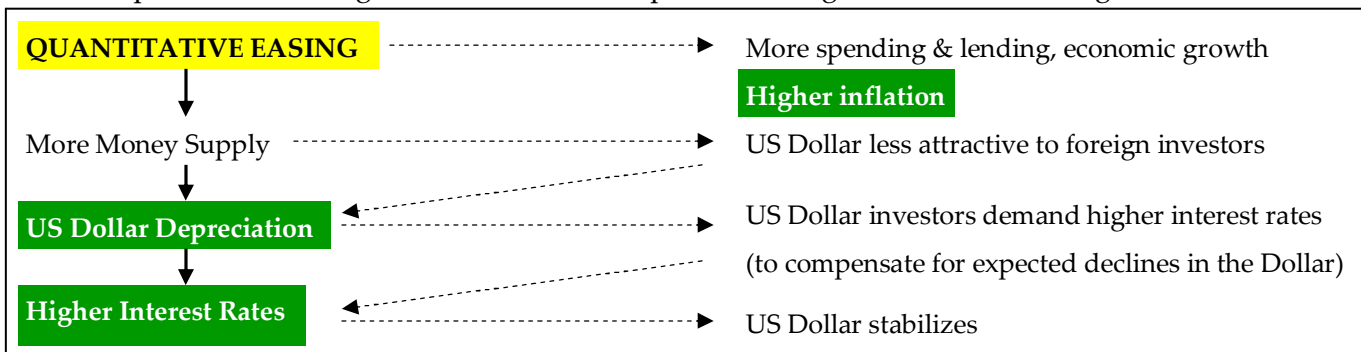 QUANTITATIVE EASING
More spending & lending, economic growth
Higher inflation
More Money Supply
US Dollar less attractive to foreign investors
US Dollar Depreciation
US Dollar investors demand higher interest rates
(to compensate for expected declines in the Dollar)
Higher Interest Rates
US Dollar stabilizes